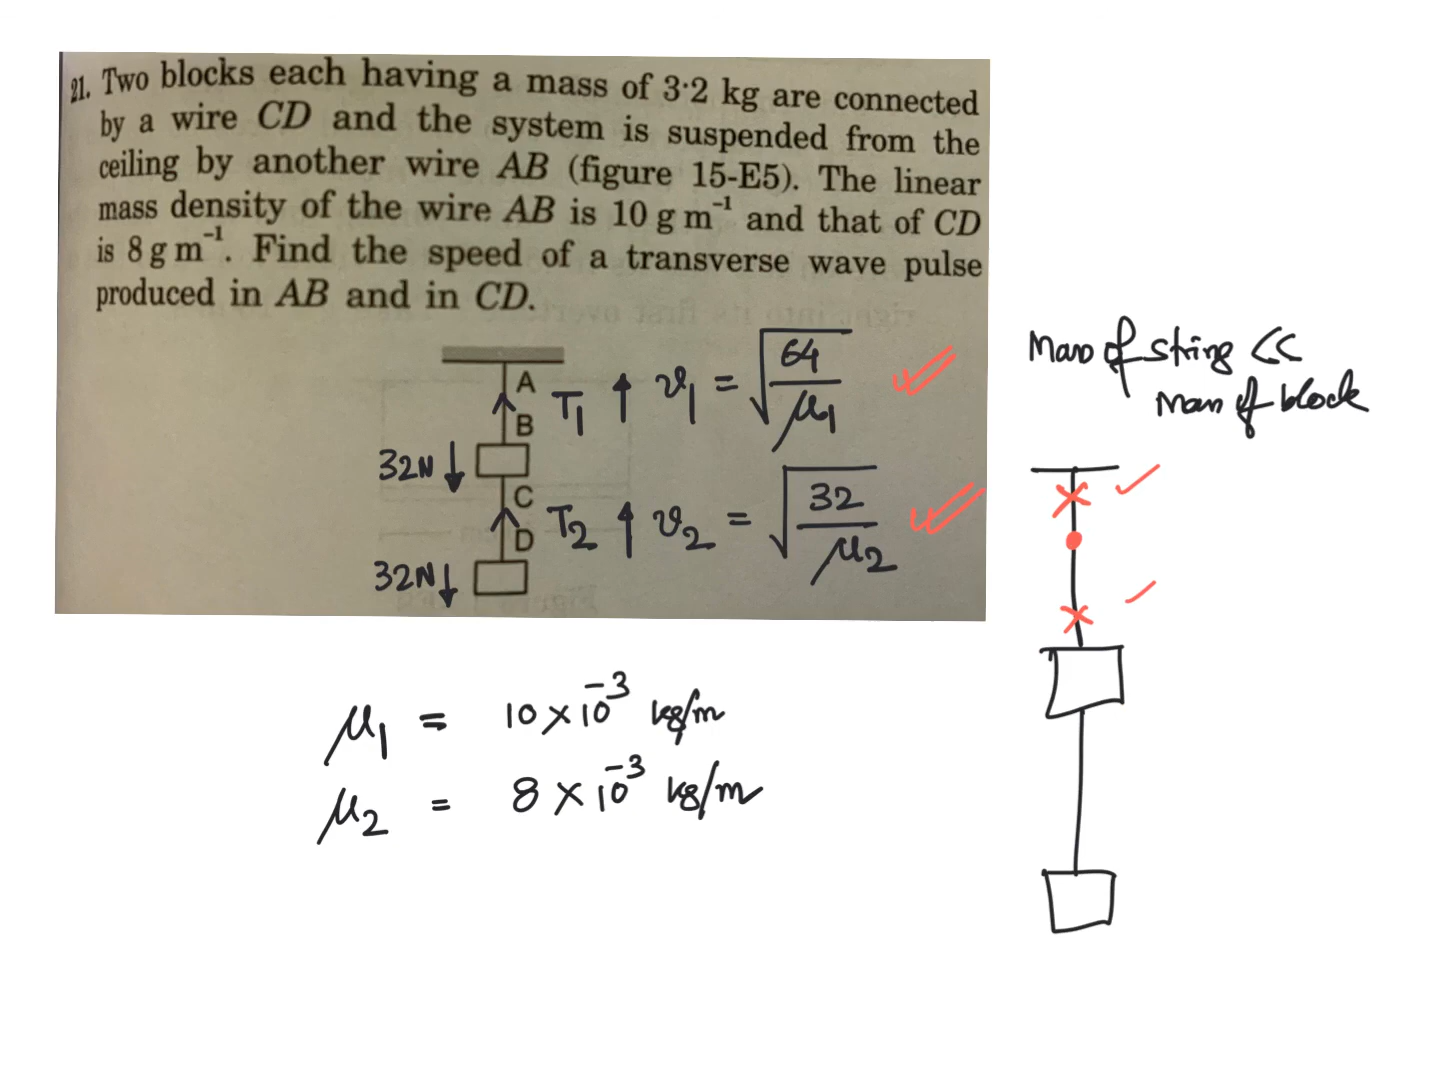 21. Two blocks each having a mass of 3·2 kg are connected
by a wire CD and the system is suspended from the
ceiling by another wire AB (figure 15-E5). The linear
mass density of the wire AB is 10 g m⁻¹ and that of CD
is 8 g m⁻¹. Find the speed of a transverse wave pulse
produced in AB and in CD.
A
B
T₁ ↑ v₁ = √(64/μ₁)
32N ↓
C
D
T₂ ↑ v₂ = √(32/μ₂)
32N ↓
Mass of string <<
Mass of block
μ₁ = 10 × 10⁻³ kg/m
μ₂ = 8 × 10⁻³ kg/m